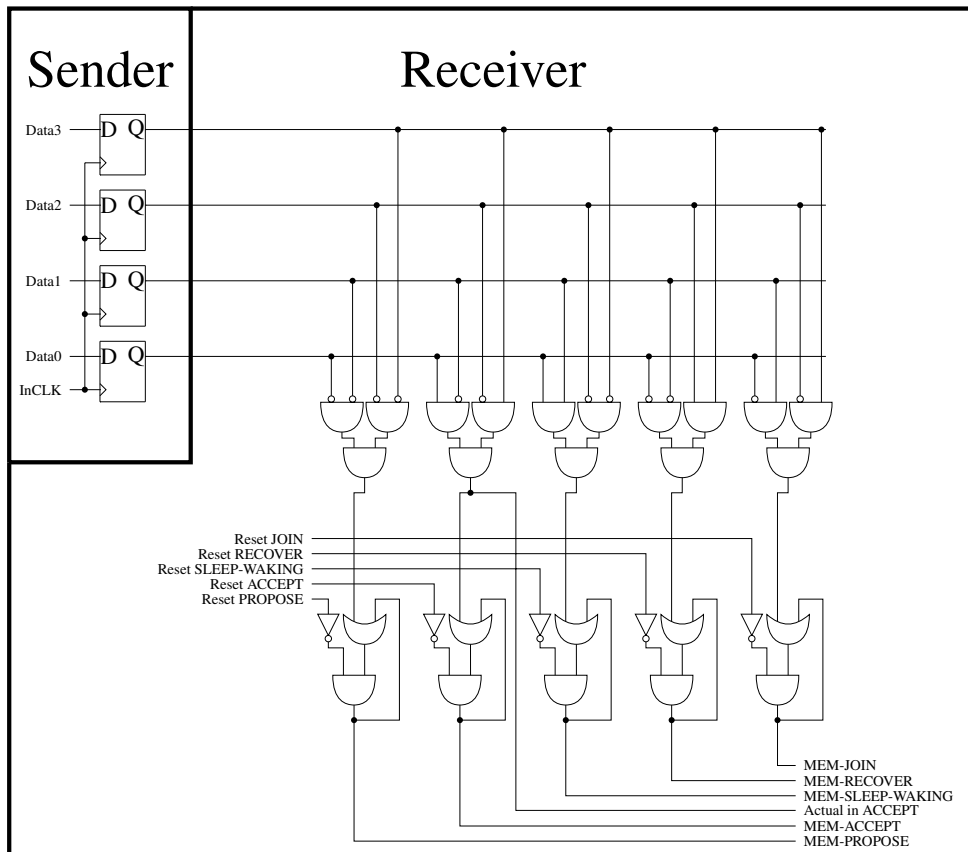 Sender
Receiver
Data3
D Q
Data2
D Q
Data1
D Q
Data0
D Q
InCLK
Reset JOIN
Reset RECOVER
Reset SLEEP-WAKING
Reset ACCEPT
Reset PROPOSE
MEM-JOIN
MEM-RECOVER
MEM-SLEEP-WAKING
Actual in ACCEPT
MEM-ACCEPT
MEM-PROPOSE